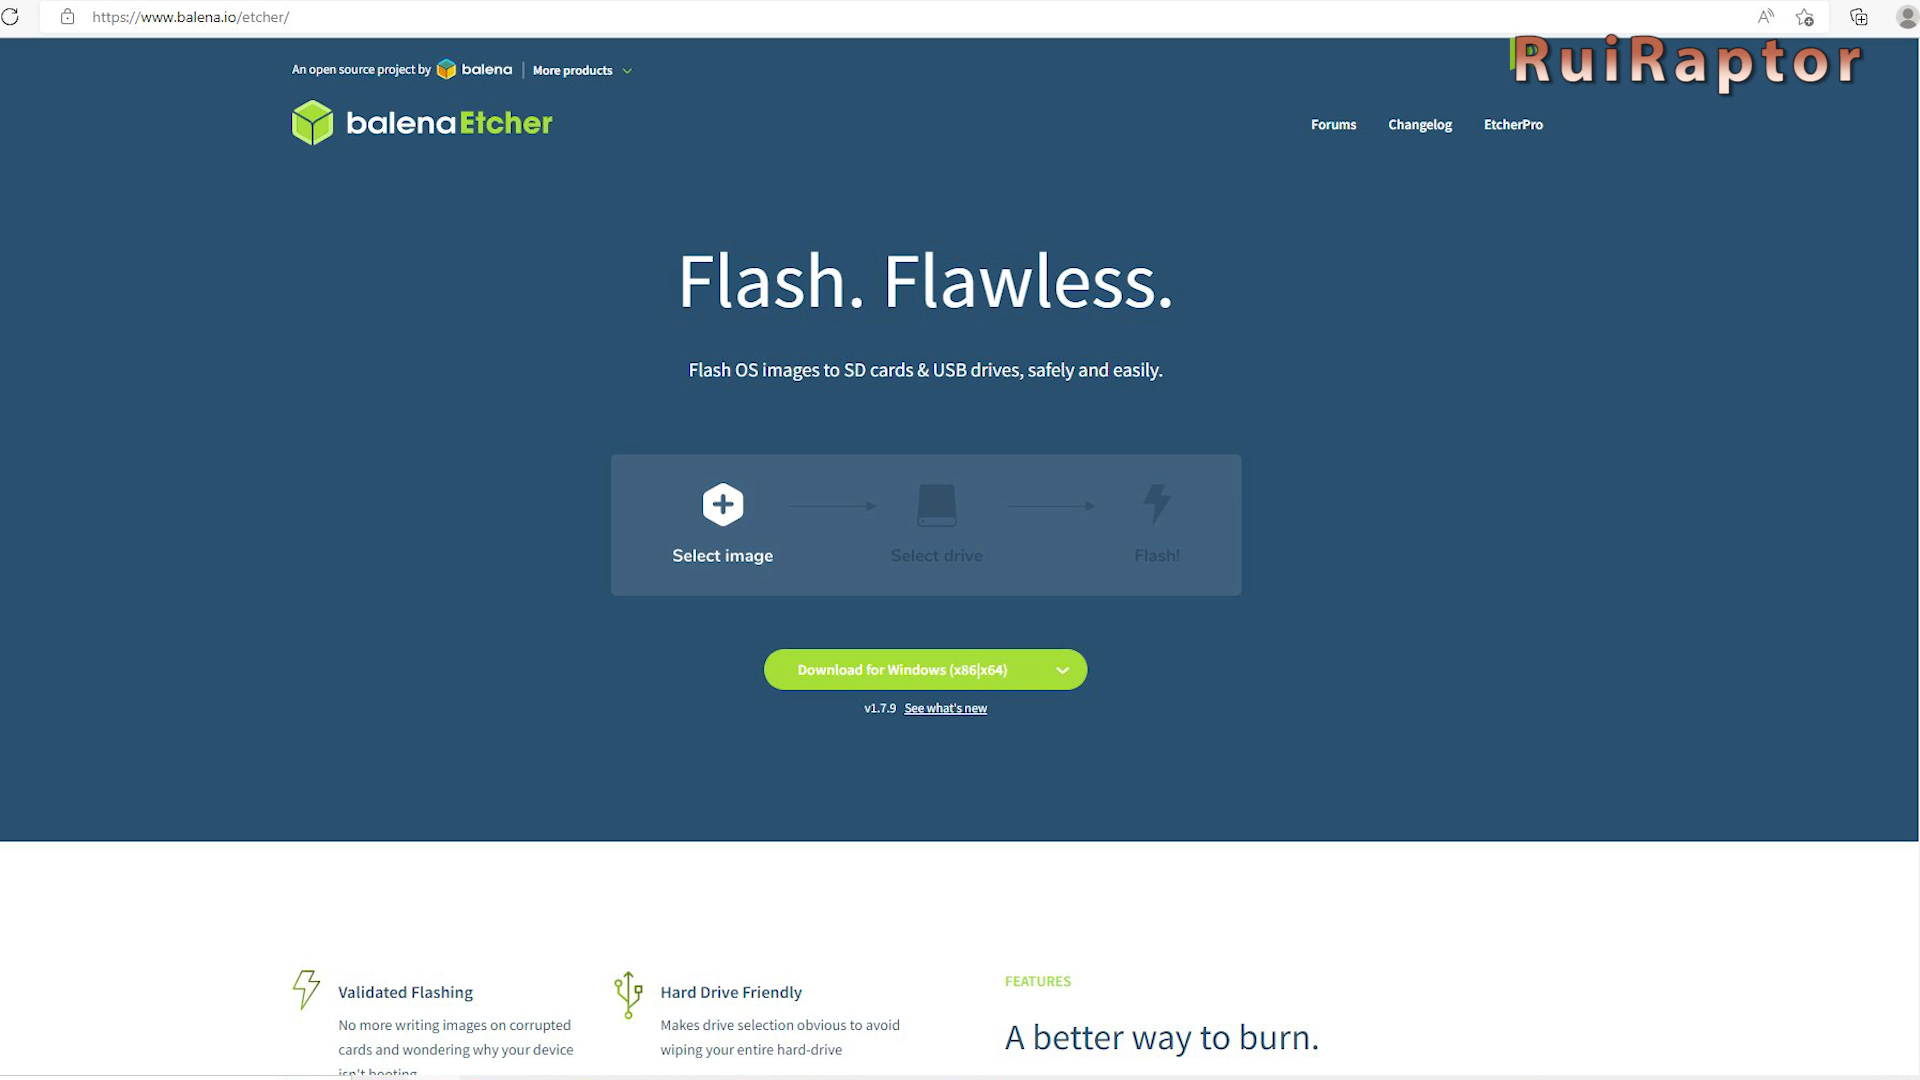 https://www.balena.io/etcher/
RuiRaptor
An open source project by balena More products
balenaEtcher
Forums Changelog EtcherPro
Flash. Flawless.
Flash OS images to SD cards & USB drives, safely and easily.
Select image Select drive Flash!
Download for Windows (x86|x64)
v1.7.9 See what's new
Validated Flashing
No more writing images on corrupted
cards and wondering why your device
isn't booting
Hard Drive Friendly
Makes drive selection obvious to avoid
wiping your entire hard-drive
FEATURES
A better way to burn.